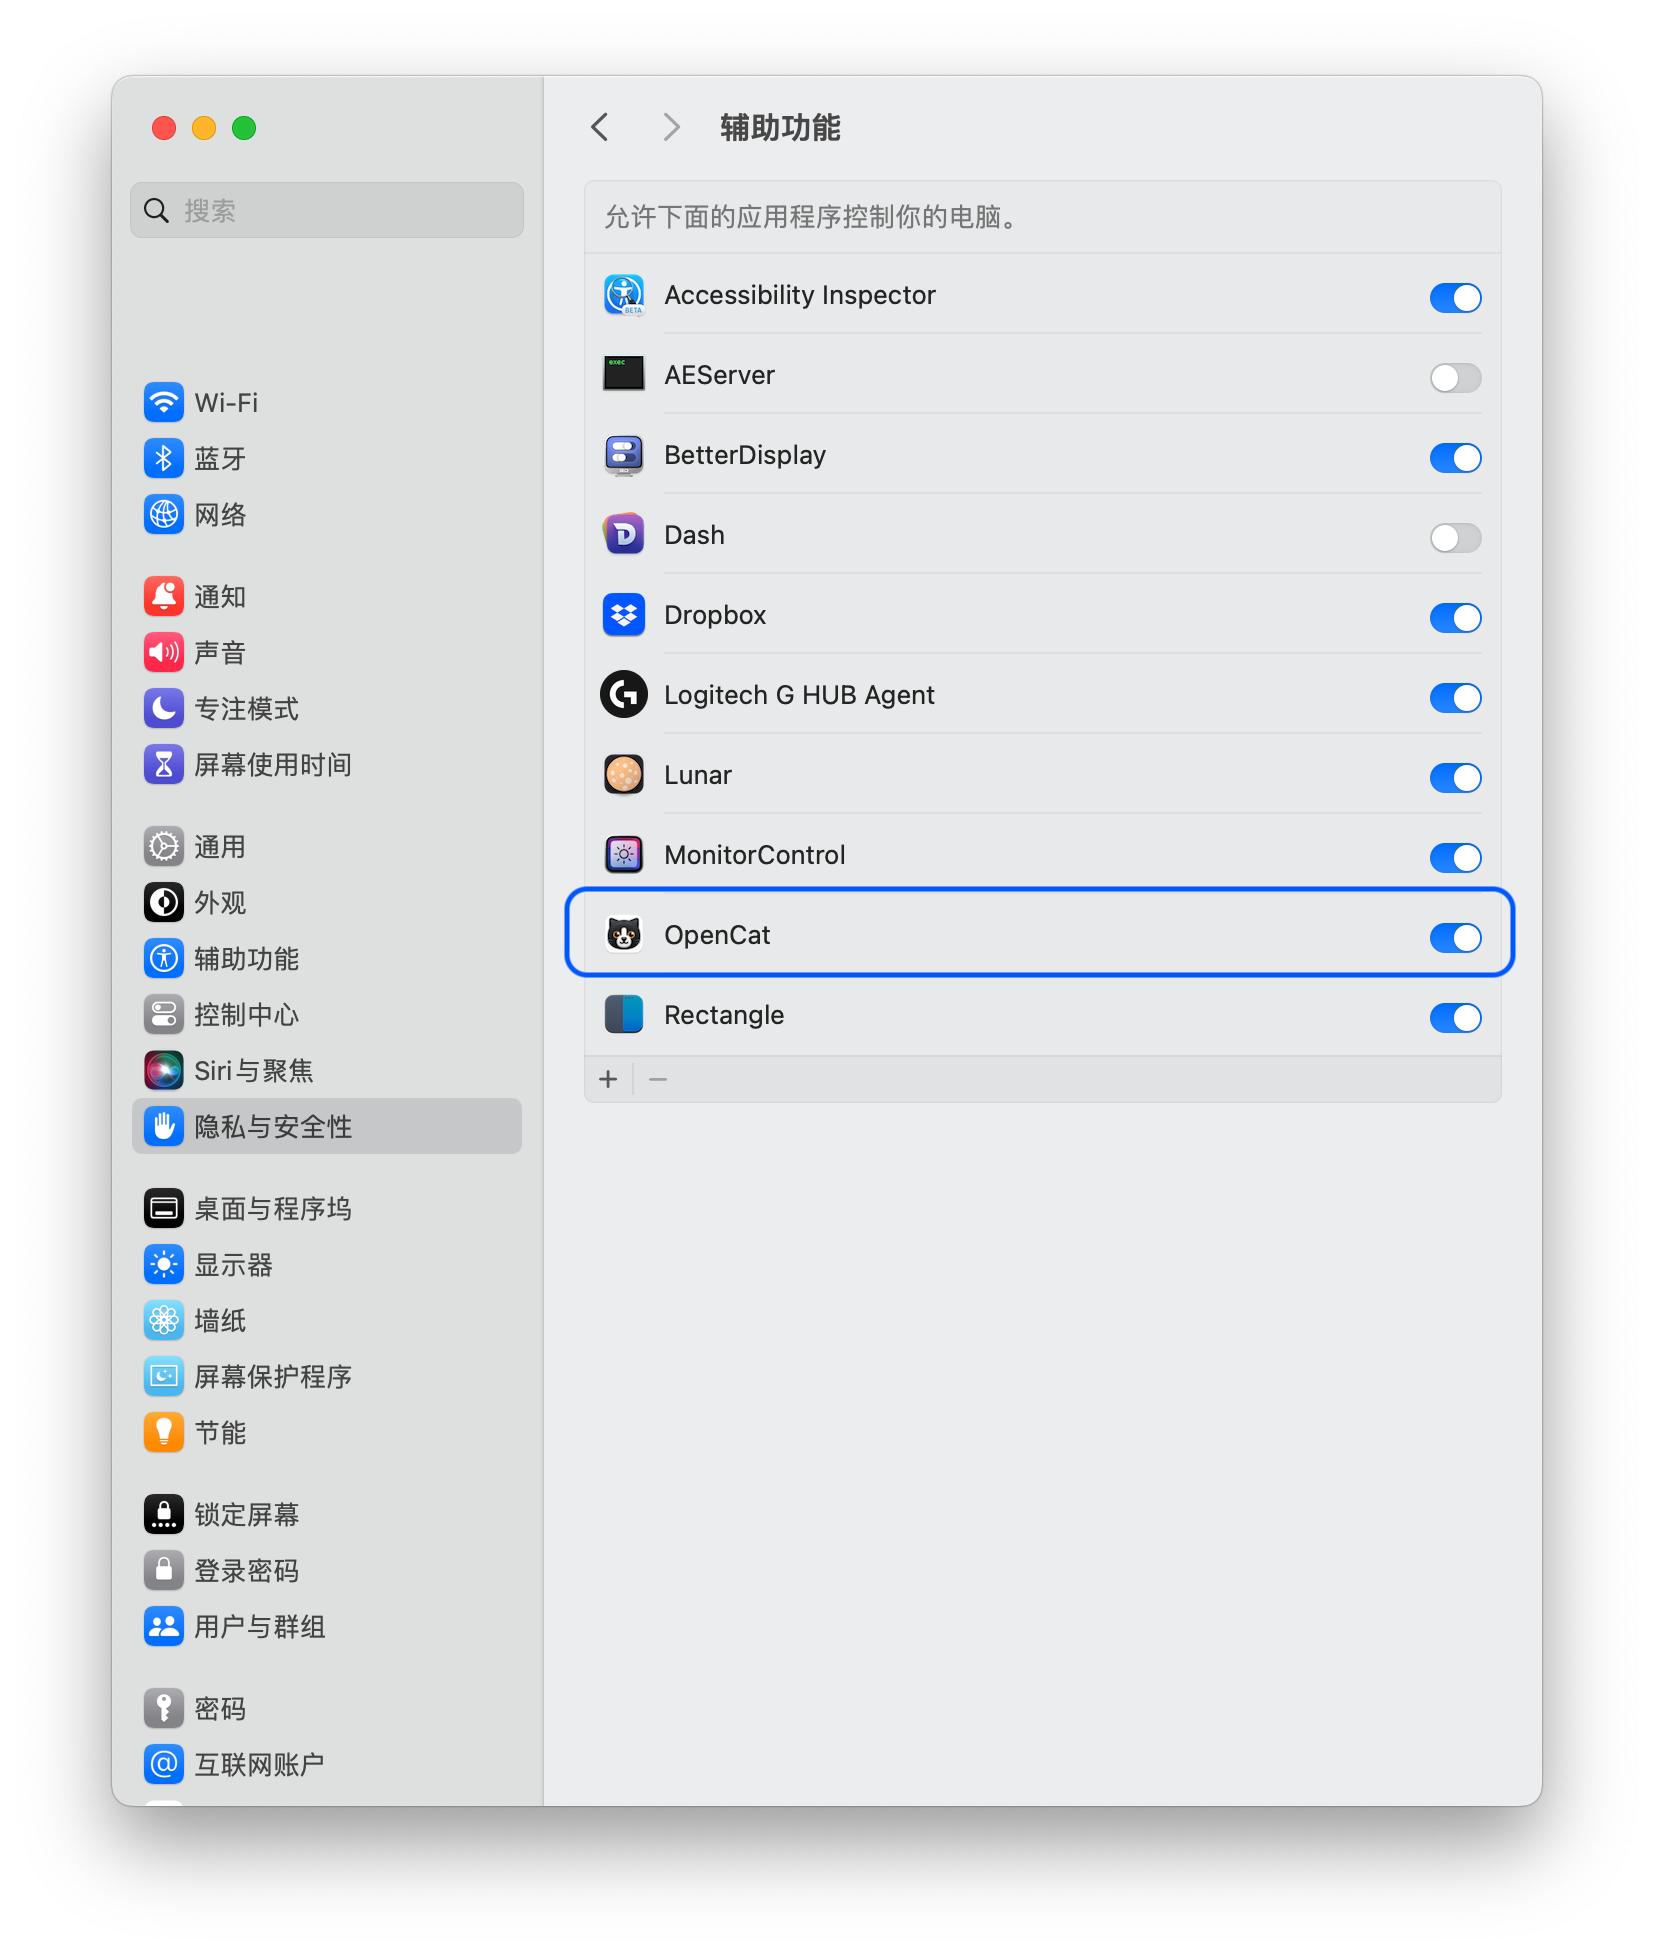 搜索
Wi-Fi
蓝牙
网络
通知
声音
专注模式
屏幕使用时间
通用
外观
辅助功能
控制中心
Siri与聚焦
隐私与安全性
桌面与程序坞
显示器
墙纸
屏幕保护程序
节能
锁定屏幕
登录密码
用户与群组
密码
互联网账户
辅助功能
允许下面的应用程序控制你的电脑。
BETA
Accessibility Inspector
exec
AEServer
BetterDisplay
Dash
Dropbox
Logitech G HUB Agent
Lunar
MonitorControl
OpenCat
Rectangle